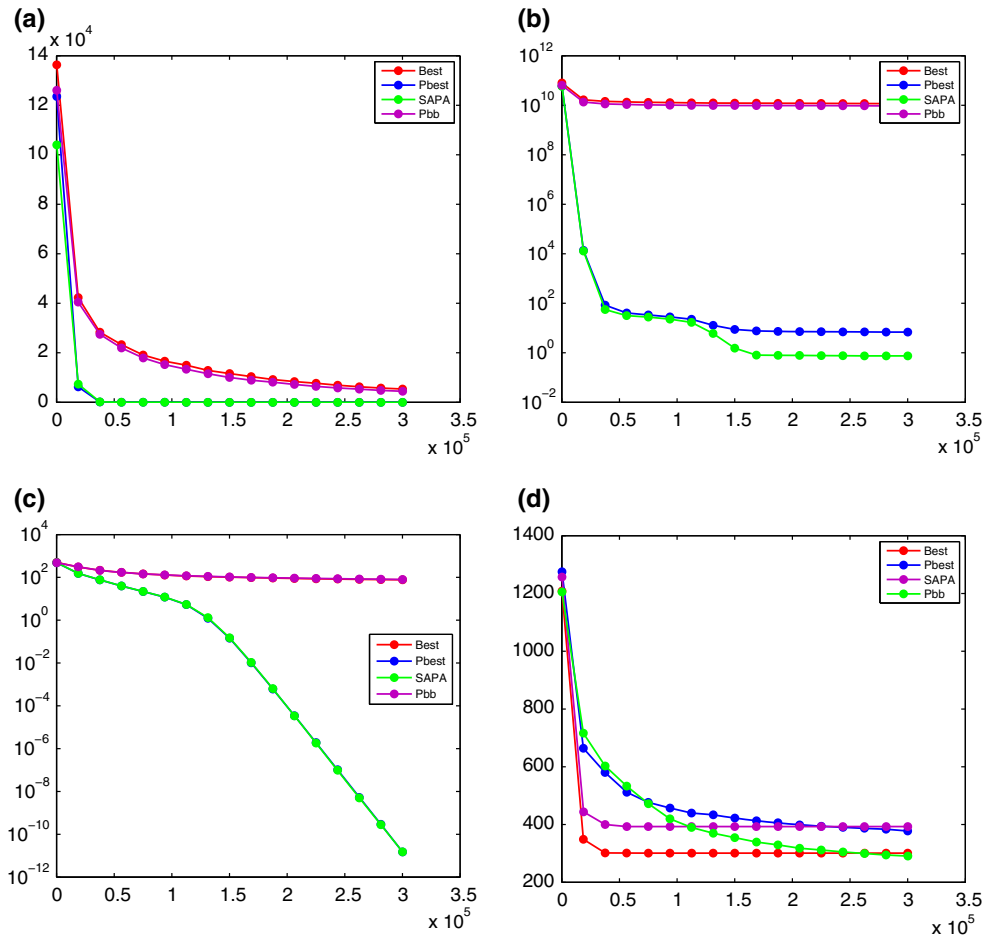 (a)
x 10^4
14
12
10
8
6
4
2
0
0 0.5 1 1.5 2 2.5 3 3.5
x 10^5
Best
Pbest
SAPA
Pbb
(b)
10^12
10^10
10^8
10^6
10^4
10^2
10^0
10^-2
0 0.5 1 1.5 2 2.5 3 3.5
x 10^5
Best
Pbest
SAPA
Pbb
(c)
10^4
10^2
10^0
10^-2
10^-4
10^-6
10^-8
10^-10
10^-12
0 0.5 1 1.5 2 2.5 3 3.5
x 10^5
Best
Pbest
SAPA
Pbb
(d)
1400
1200
1000
800
600
400
200
0 0.5 1 1.5 2 2.5 3 3.5
x 10^5
Best
Pbest
SAPA
Pbb